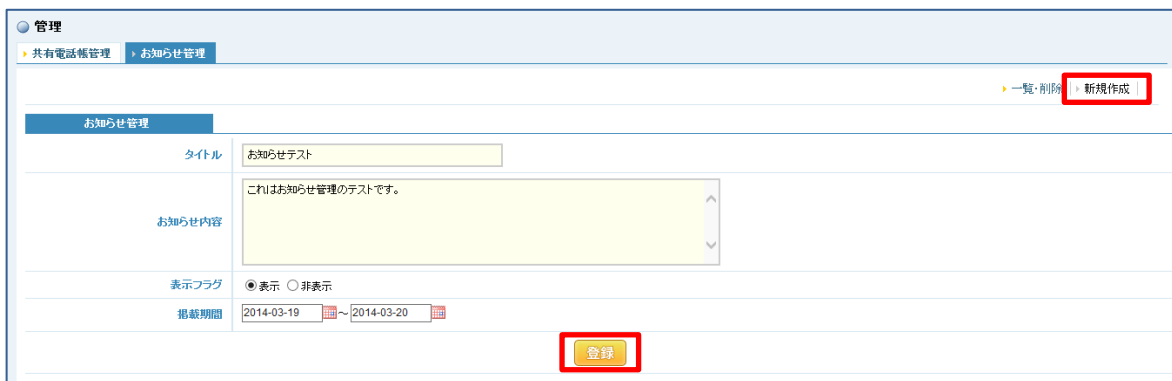 管理
共有電話帳管理 お知らせ管理
一覧・削除 新規作成
お知らせ管理
タイトル お知らせテスト
これはお知らせ管理のテストです。
お知らせ内容
表示フラグ 表示 非表示
掲載期間 2014-03-19 ～ 2014-03-20
登録